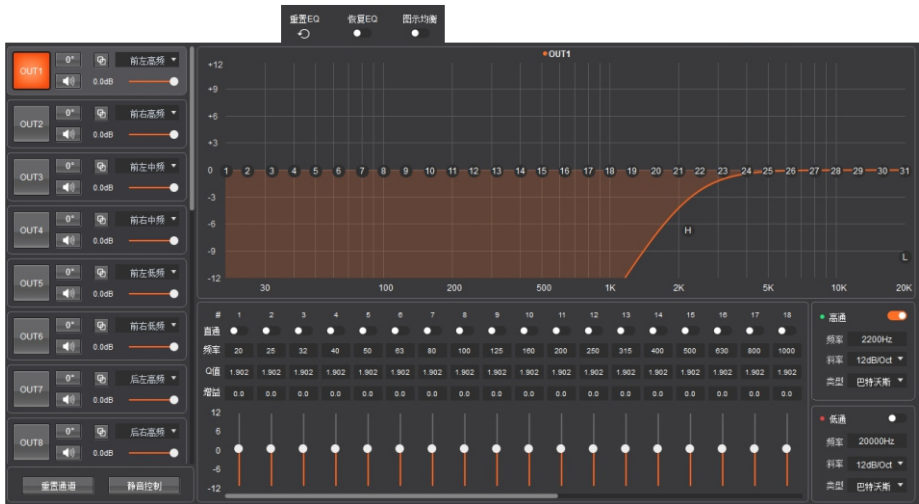 重置EQ 恢复EQ 图示均衡
OUT1 0° 前左高频
0.0dB
OUT2 0° 前右高频
0.0dB
OUT3 0° 前左中频
0.0dB
OUT4 0° 前右中频
0.0dB
OUT5 0° 前左低频
0.0dB
OUT6 0° 前右低频
0.0dB
OUT7 0° 后左高频
0.0dB
OUT8 0° 后右高频
0.0dB
重置通道 静音控制
OUT1
+12
+9
+6
+3
0 1 2 3 4 5 6 7 8 9 10 11 12 13 14 15 16 17 18 19 20 21 22 23 24 25 26 27 28 29 30 31
-3
-6 H
-9 L
-12
30 100 200 500 1K 2K 5K 10K 20K
# 1 2 3 4 5 6 7 8 9 10 11 12 13 14 15 16 17 18
直通
频率 20 25 32 40 50 63 80 100 125 160 200 250 315 400 500 630 800 1000
Q值 1.902 1.902 1.902 1.902 1.902 1.902 1.902 1.902 1.902 1.902 1.902 1.902 1.902 1.902 1.902 1.902 1.902 1.902
增益 0.0 0.0 0.0 0.0 0.0 0.0 0.0 0.0 0.0 0.0 0.0 0.0 0.0 0.0 0.0 0.0 0.0 0.0
12
6
0
-6
-12
高通
频率 2200Hz
斜率 12dB/Oct
类型 巴特沃斯
低通
频率 20000Hz
斜率 12dB/Oct
类型 巴特沃斯